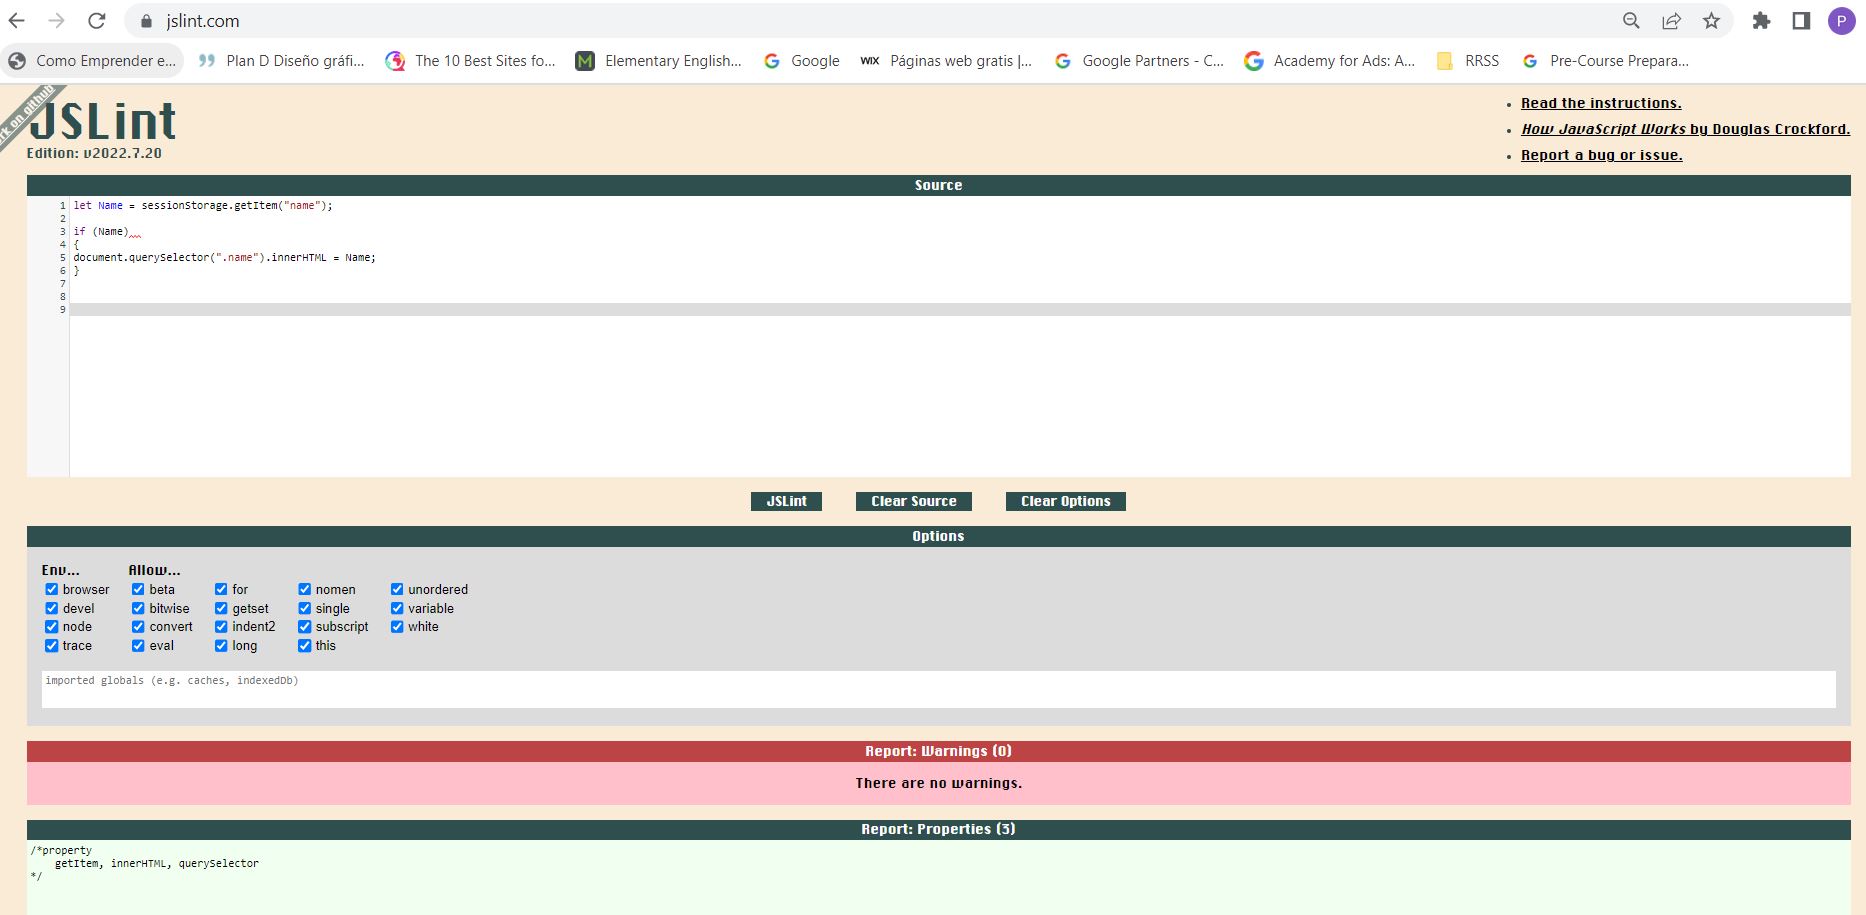 jslint.com
P
Como Emprender e...
Plan D Diseño gráfi...
The 10 Best Sites fo...
M
Elementary English...
Google
WIX
Páginas web gratis |...
Google Partners - C...
Academy for Ads: A...
RRSS
Pre-Course Prepara...
rk on github
JSLint
Edition: v2022.7.20
Read the instructions.
How JavaScript Works by Douglas Crockford.
Report a bug or issue.
Source
1 let Name = sessionStorage.getItem("name");
2
3 if (Name)
4 {
5 document.querySelector(".name").innerHTML = Name;
6 }
7
8
9
JSLint Clear Source Clear Options
Options
Env... Allow...
browser beta for nomen unordered
devel bitwise getset single variable
node convert indent2 subscript white
trace eval long this
imported globals (e.g. caches, indexedDb)
Report: Warnings (0)
There are no warnings.
Report: Properties (3)
/*property
getItem, innerHTML, querySelector
*/